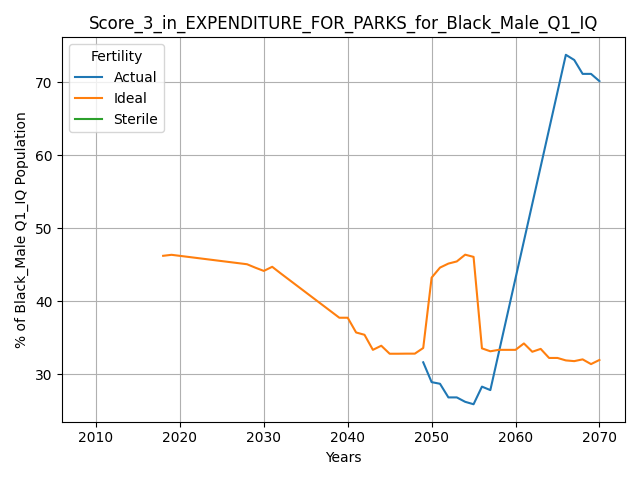 Score_3_in_EXPENDITURE_FOR_PARKS_for_Black_Male_Q1_IQ
Fertility
Actual
Ideal
Sterile
% of Black_Male Q1_IQ Population
70
60
50
40
30
2010 2020 2030 2040 2050 2060 2070
Years